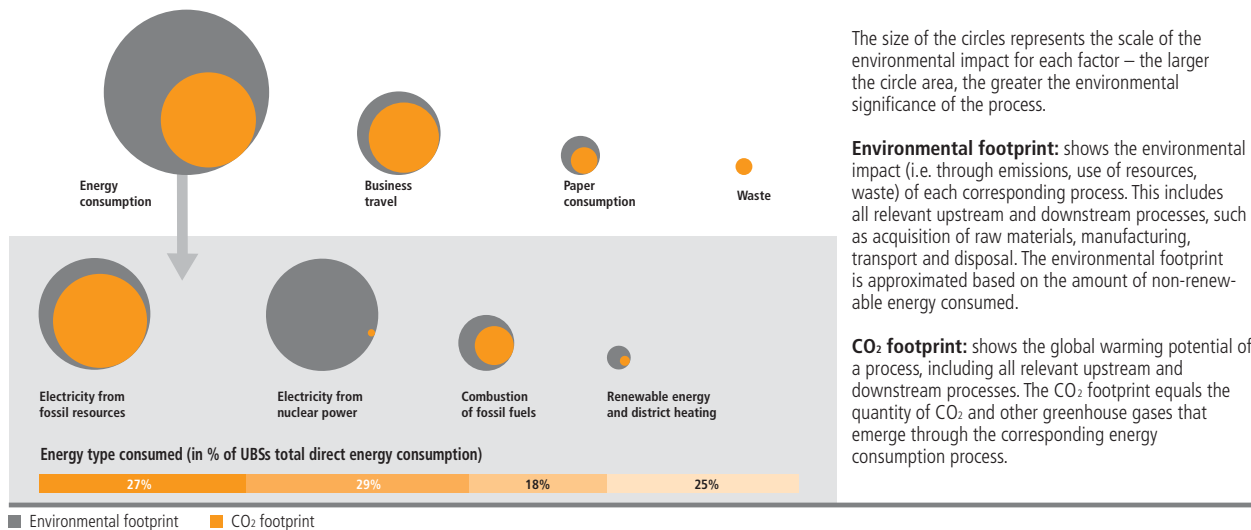 Energy
consumption
Business
travel
Paper
consumption
Waste
Electricity from
fossil resources
Electricity from
nuclear power
Combustion
of fossil fuels
Renewable energy
and district heating
Energy type consumed (in % of UBSs total direct energy consumption)
27% 29% 18% 25%
Environmental footprint CO₂ footprint
The size of the circles represents the scale of the
environmental impact for each factor – the larger
the circle area, the greater the environmental
significance of the process.
Environmental footprint: shows the environmental
impact (i.e. through emissions, use of resources,
waste) of each corresponding process. This includes
all relevant upstream and downstream processes, such
as acquisition of raw materials, manufacturing,
transport and disposal. The environmental footprint
is approximated based on the amount of non-renew-
able energy consumed.
CO₂ footprint: shows the global warming potential of
a process, including all relevant upstream and
downstream processes. The CO₂ footprint equals the
quantity of CO₂ and other greenhouse gases that
emerge through the corresponding energy
consumption process.